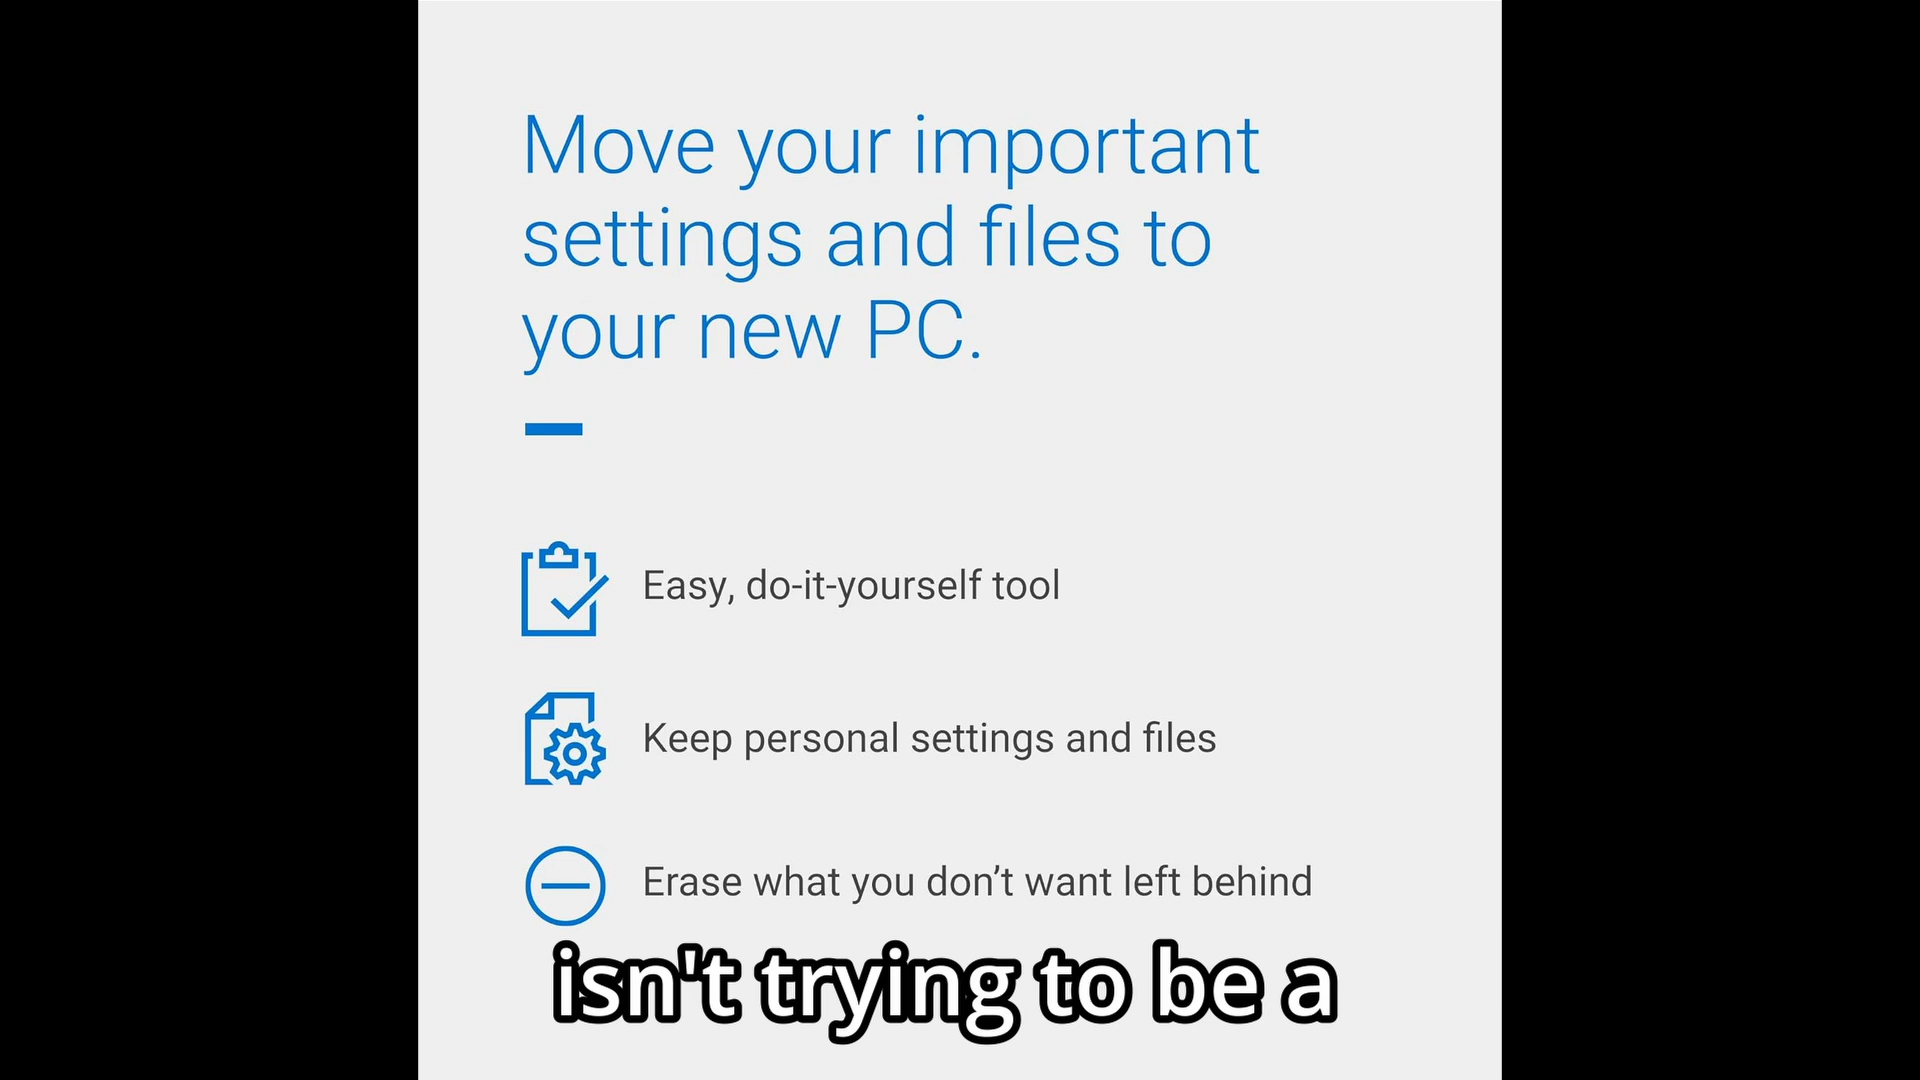 Move your important
settings and files to
your new PC.
Easy, do-it-yourself tool
Keep personal settings and files
Erase what you don’t want left behind
isn't trying to be a